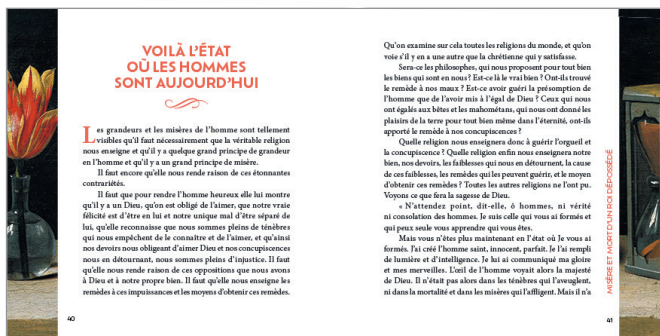 VOILÀ L'ÉTAT
OÙ LES HOMMES
SONT AUJOURD'HUI
Les grandeurs et les misères de l'homme sont tellement
visibles qu'il faut nécessairement que la véritable religion
nous enseigne et qu'il y a quelque grand principe de grandeur
en l'homme et qu'il y a un grand principe de misère.
Il faut encore qu'elle nous rende raison de ces étonnantes
contrariétés.
Il faut que pour rendre l'homme heureux elle lui montre
qu'il y a un Dieu, qu'on est obligé de l'aimer, que notre vraie
félicité est d'être en lui et notre unique mal d'être séparé de
lui, qu'elle reconnaisse que nous sommes pleins de ténèbres
qui nous empêchent de le connaître et de l'aimer, et qu'ainsi
nos devoirs nous obligeant d'aimer Dieu et nos concupiscences
nous en détournant, nous sommes pleins d'injustice. Il faut
qu'elle nous rende raison de ces oppositions que nous avons
à Dieu et à notre propre bien. Il faut qu'elle nous enseigne les
remèdes à ces impuissances et les moyens d'obtenir ces remèdes.
40
Qu'on examine sur cela toutes les religions du monde, et qu'on
voie s'il y en a une autre que la chrétienne qui y satisfasse.
Sera-ce les philosophes, qui nous proposent pour tout bien
les biens qui sont en nous ? Est-ce là le vrai bien ? Ont-ils trouvé
le remède à nos maux ? Est-ce avoir guéri la présomption de
l'homme que de l'avoir mis à l'égal de Dieu ? Ceux qui nous
ont égalés aux bêtes et les mahométans, qui nous ont donné les
plaisirs de la terre pour tout bien même dans l'éternité, ont-ils
apporté le remède à nos concupiscences ?
Quelle religion nous enseignera donc à guérir l'orgueil et
la concupiscence ? Quelle religion enfin nous enseignera notre
bien, nos devoirs, les faiblesses qui nous en détournent, la cause
de ces faiblesses, les remèdes qui les peuvent guérir, et le moyen
d'obtenir ces remèdes ? Toutes les autres religions ne l'ont pu.
Voyons ce que fera la sagesse de Dieu.
« N'attendez point, dit-elle, ô hommes, ni vérité
ni consolation des hommes. Je suis celle qui vous ai formés et
qui peux seule vous apprendre qui vous êtes.
Mais vous n'êtes plus maintenant en l'état où Je vous ai
formés. J'ai créé l'homme saint, innocent, parfait. Je l'ai rempli
de lumière et d'intelligence. Je lui ai communiqué ma gloire
et mes merveilles. L'œil de l'homme voyait alors la majesté
de Dieu. Il n'était pas alors dans les ténèbres qui l'aveuglent,
ni dans la mortalité et dans les misères qui l'affligent. Mais il n'a
MISÈRE ET MORT D'UN ROI DÉPOSSÉDÉ
41